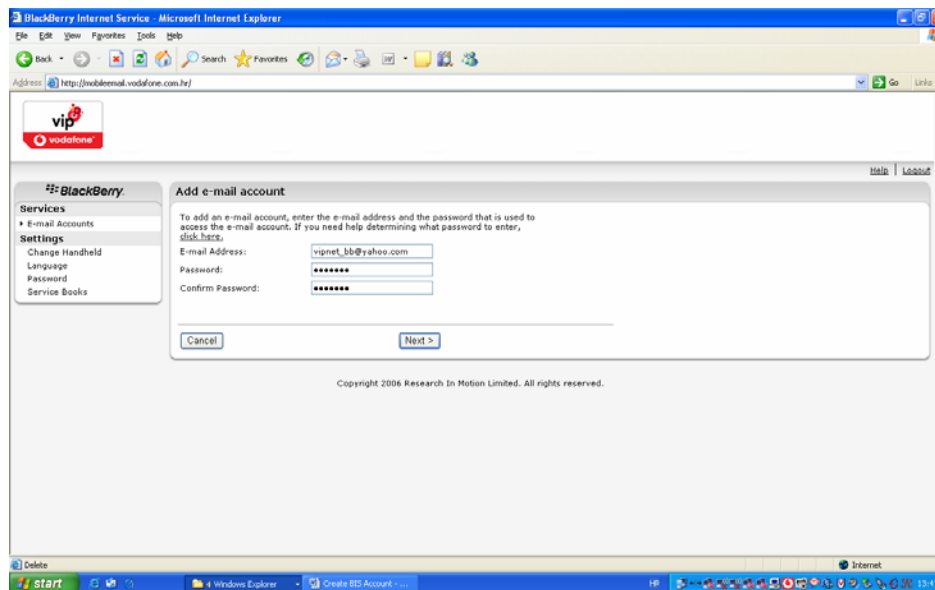 BlackBerry Internet Service - Microsoft Internet Explorer
File Edit View Favorites Tools Help
Back Search Favorites
Address http://mobileemail.vodafone.com.hr/ Go Links
vip
vodafone
Help Logout
BlackBerry.
Services
E-mail Accounts
Settings
Change Handheld
Language
Password
Service Books
Add e-mail account
To add an e-mail account, enter the e-mail address and the password that is used to
access the e-mail account. If you need help determining what password to enter,
click here.
E-mail Address: vipnet_bb@yahoo.com
Password: •••••••
Confirm Password: •••••••
Cancel Next >
Copyright 2006 Research In Motion Limited. All rights reserved.
Delete Internet
start 4 Windows Explorer Create BIS Account - ... HR 13:4